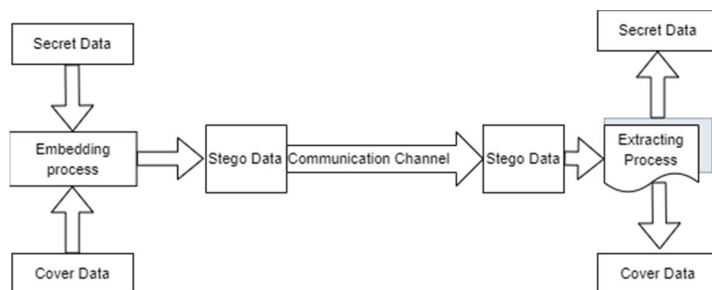 Secret Data
Secret Data
Embedding
process
Stego Data
Communication Channel
Stego Data
Extracting
Process
Cover Data
Cover Data